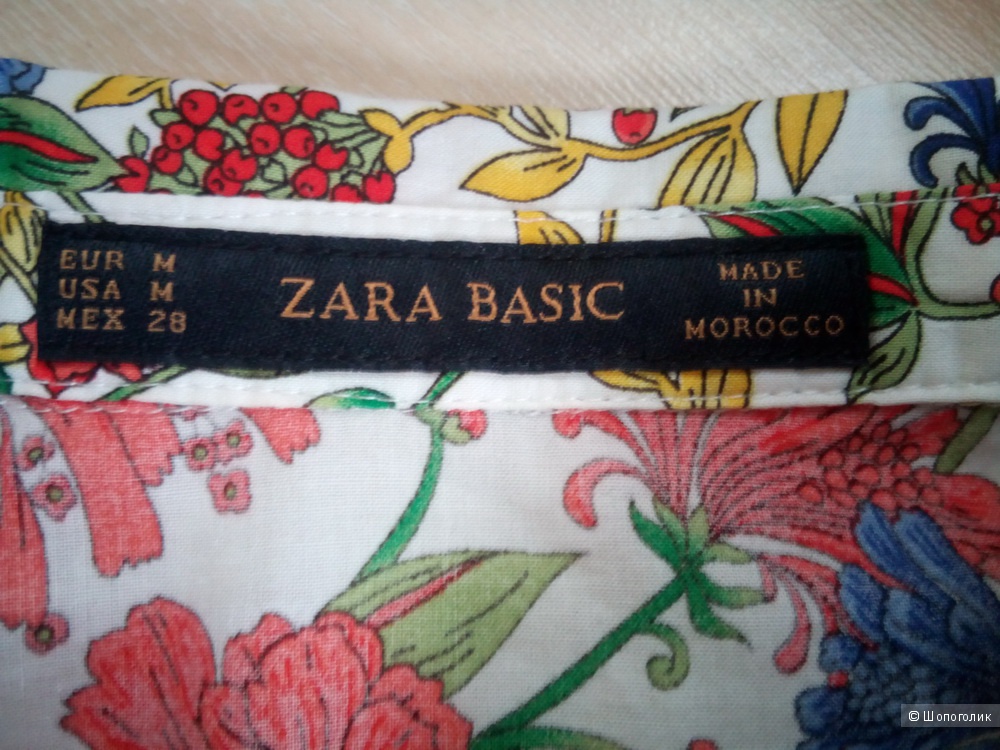 EUR M
USA M
MEX 28
ZARA BASIC
MADE
IN
MOROCCO
© Шопоголик